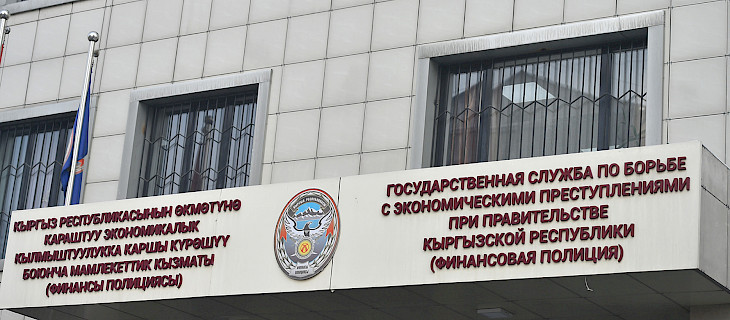 КЫРГЫЗ РЕСПУБЛИКАСЫНЫН ӨКМӨТҮНӨ
КАРАШТУУ ЭКОНОМИКАЛЫК
КЫЛМЫШТУУЛУККА КАРШЫ КҮРӨШҮҮ
БОЮНЧА МАМЛЕКЕТТИК КЫЗМАТЫ
(ФИНАНСЫ ПОЛИЦИЯСЫ)
ГОСУДАРСТВЕННАЯ СЛУЖБА ПО БОРЬБЕ
С ЭКОНОМИЧЕСКИМИ ПРЕСТУПЛЕНИЯМИ
ПРИ ПРАВИТЕЛЬСТВЕ
КЫРГЫЗСКОЙ РЕСПУБЛИКИ
(ФИНАНСОВАЯ ПОЛИЦИЯ)